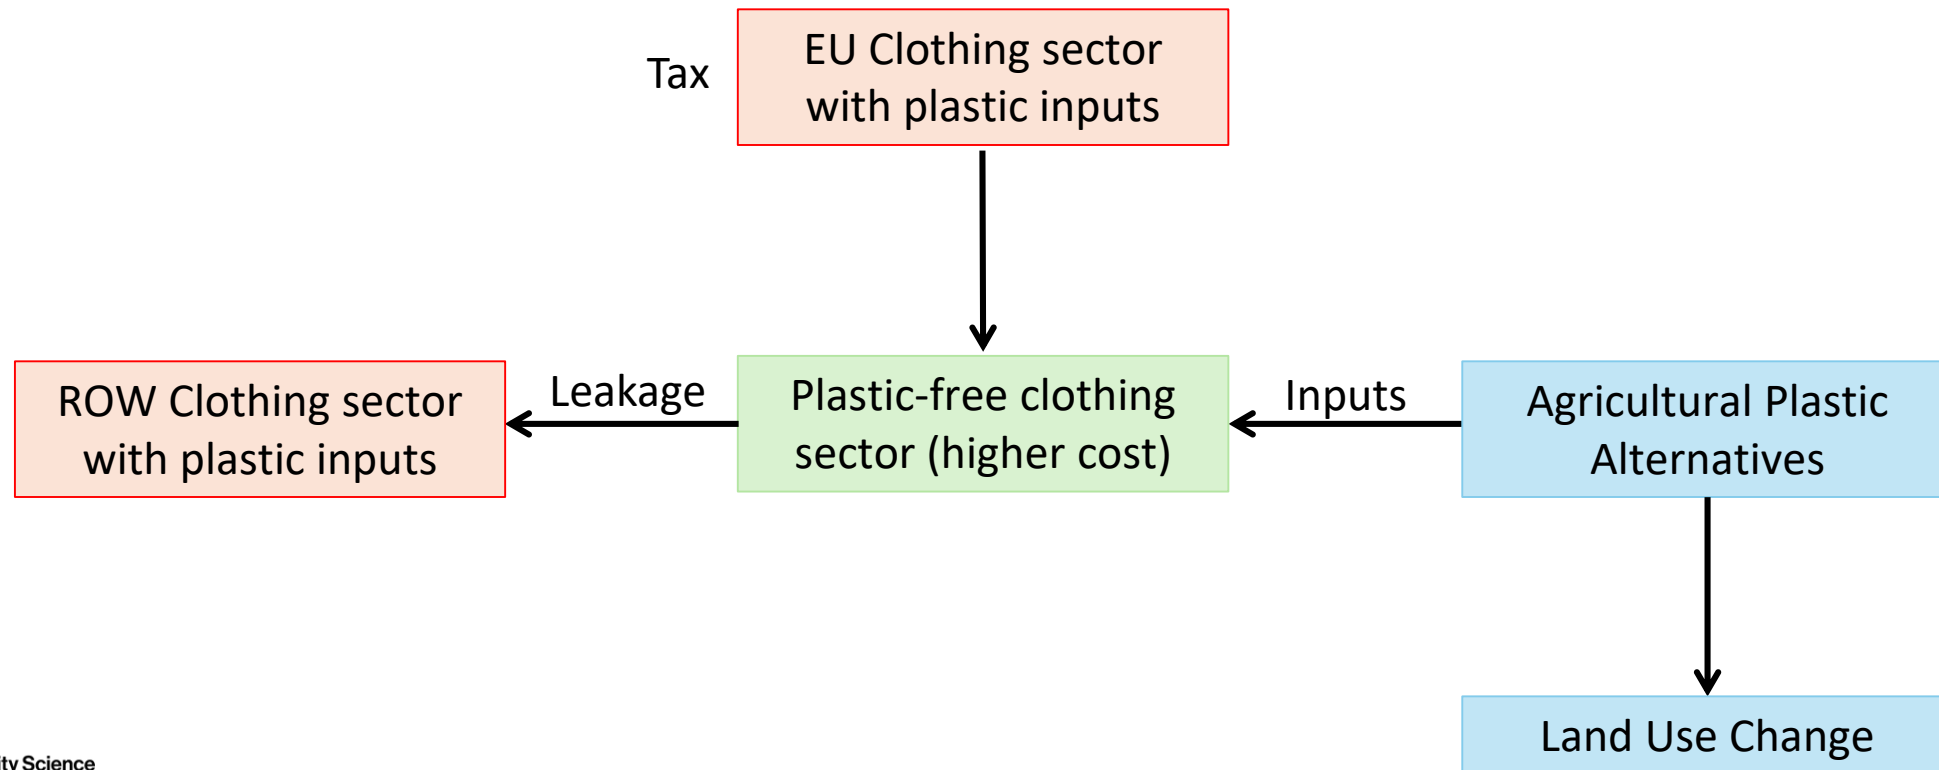 Tax
EU Clothing sector
with plastic inputs
ROW Clothing sector
with plastic inputs
Leakage
Plastic-free clothing
sector (higher cost)
Inputs
Agricultural Plastic
Alternatives
Land Use Change
Science